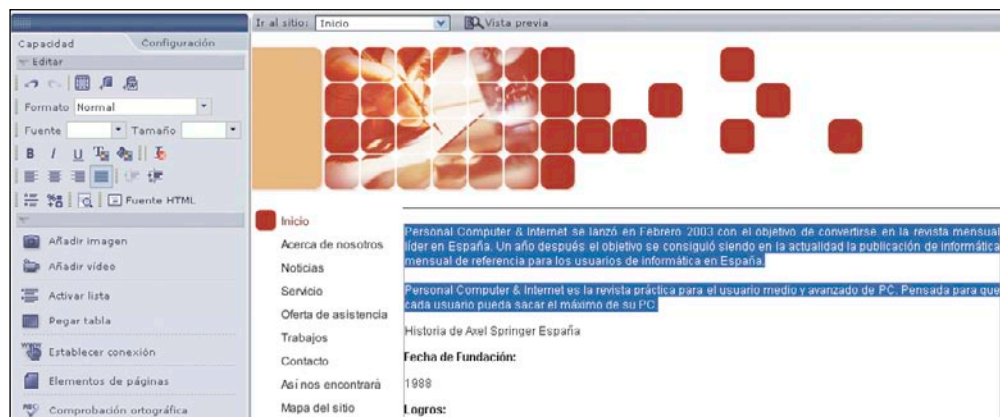 Ir al sitio: Inicio Vista previa
Capacidad Configuración
Editar
Formato Normal
Fuente Tamaño
B I U
Fuente HTML
Añadir imagen
Añadir vídeo
Activar lista
Pegar tabla
Establecer conexión
Elementos de páginas
Comprobación ortográfica
Inicio
Acerca de nosotros
Noticias
Servicio
Oferta de asistencia
Trabajos
Contacto
Así nos encontrará
Mapa del sitio
Personal Computer & Internet se lanzó en Febrero 2003 con el objetivo de convertirse en la revista mensual
líder en España. Un año después el objetivo se consiguió siendo en la actualidad la publicación de informática
mensual de referencia para los usuarios de informática en España.
Personal Computer & Internet es la revista práctica para el usuario medio y avanzado de PC. Pensada para que
cada usuario pueda sacar el máximo de su PC.
Historia de Axel Springer España
Fecha de Fundación:
1988
Logros: